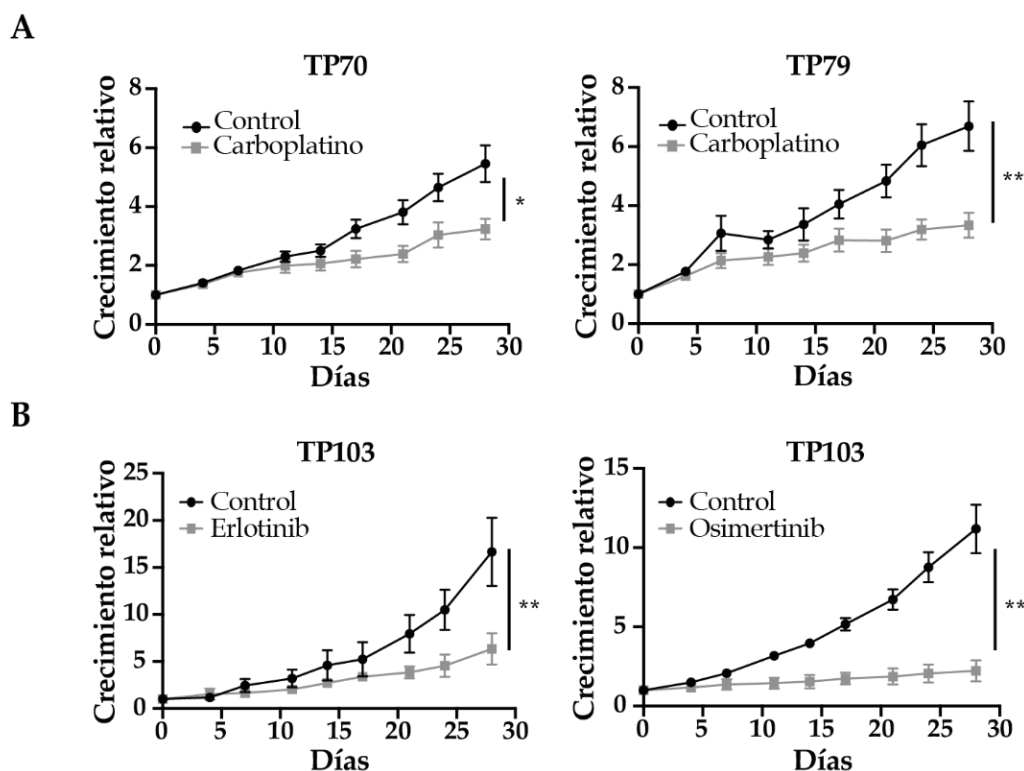 A
TP70
Crecimiento relativo
8
6
4
2
0
Control
Carboplatino
*
0 5 10 15 20 25 30
Días
TP79
Crecimiento relativo
8
6
4
2
0
Control
Carboplatino
**
0 5 10 15 20 25 30
Días
B
TP103
Crecimiento relativo
25
20
15
10
5
0
Control
Erlotinib
**
0 5 10 15 20 25 30
Días
TP103
Crecimiento relativo
15
10
5
0
Control
Osimertinib
**
0 5 10 15 20 25 30
Días